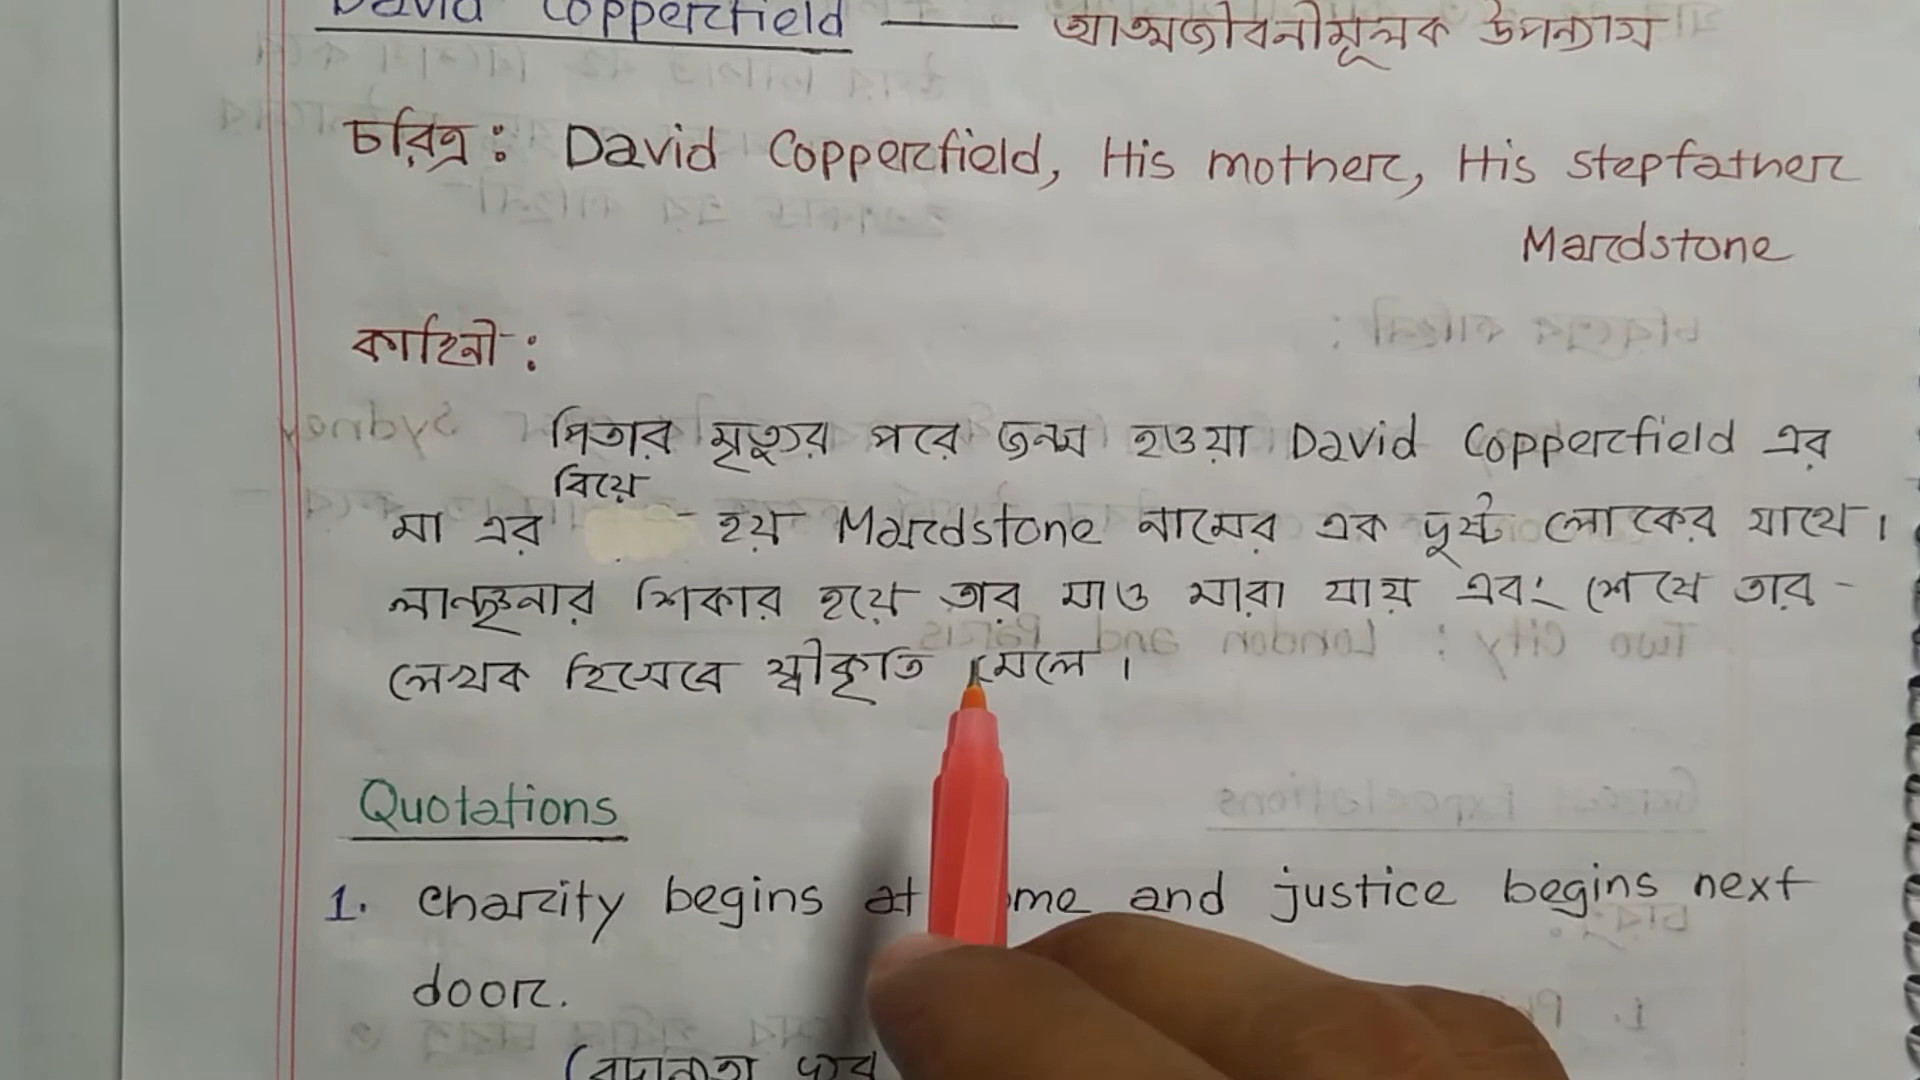 David Copperfield — আত্মজীবনীমূলক উপন্যাস
চরিত্র: David Copperfield, His mother, His stepfather
Mardstone
কাহিনী:
পিতার মৃত্যুর পরে জন্ম হওয়া David Copperfield এর
বিয়ে
মা এর হয় Mardstone নামের এক দুষ্ট লোকের সাথে।
লাঞ্ছনার শিকার হয়ে তার মাও মারা যায় এবং শেষে তার-
লেখক হিসেবে স্বীকৃতি মেলে।
Quotations
1. Charity begins at and justice begins next
door.